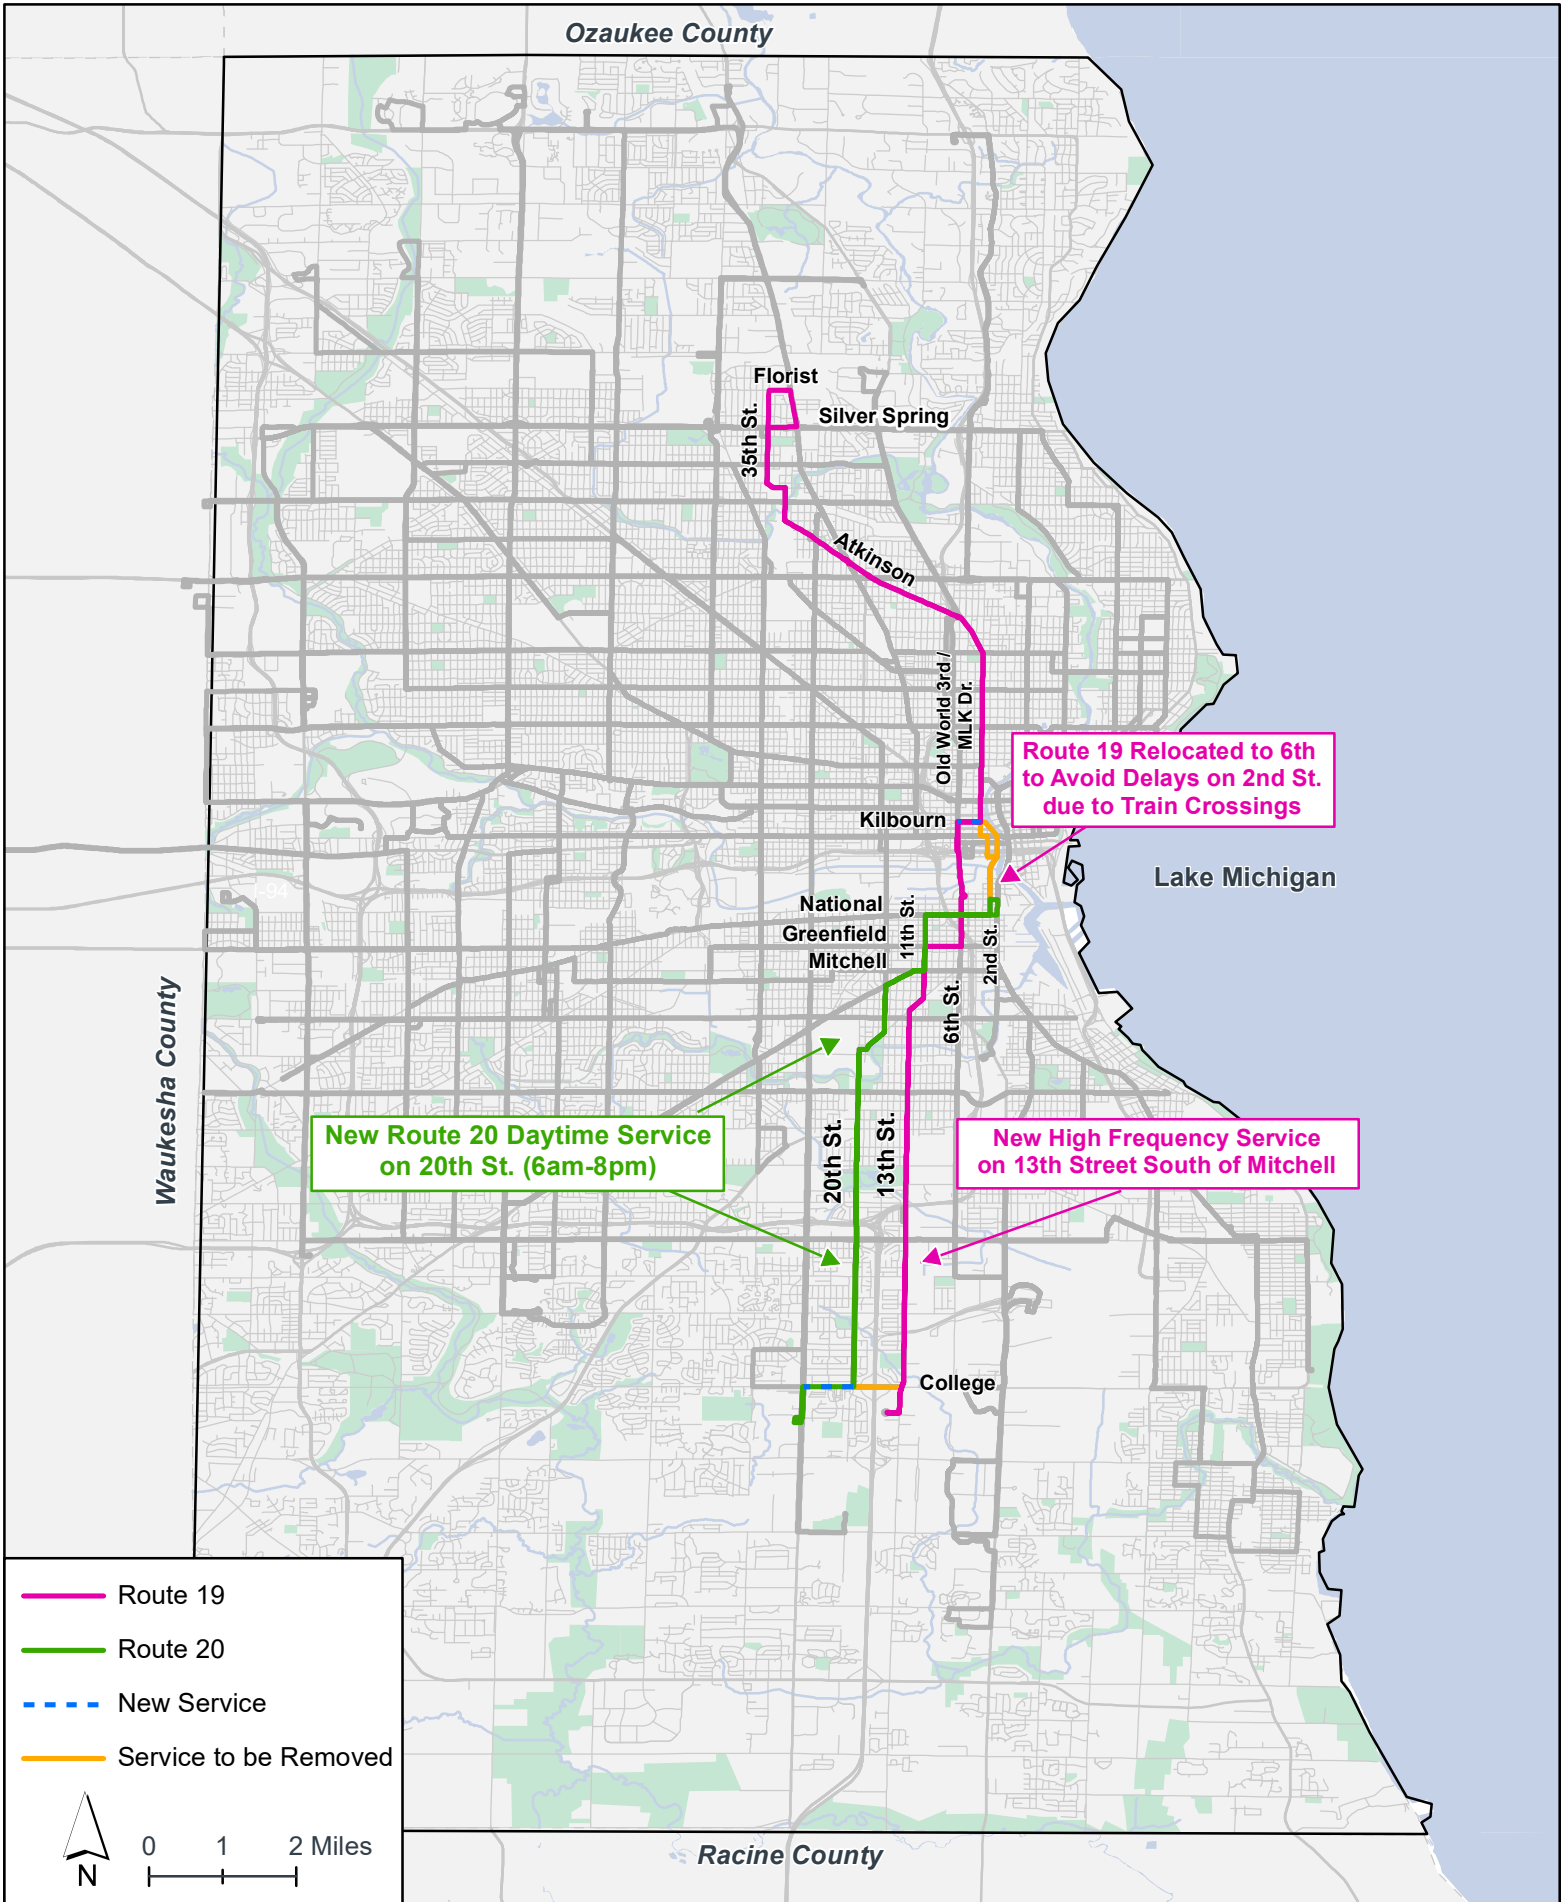 Ozaukee County
Florist
Silver Spring
35th St.
Atkinson
Old World 3rd /
MLK Dr.
Route 19 Relocated to 6th
to Avoid Delays on 2nd St.
due to Train Crossings
Kilbourn
Lake Michigan
I-94
National
Greenfield
Mitchell
11th St.
2nd St.
6th St.
Waukesha County
New Route 20 Daytime Service
on 20th St. (6am-8pm)
20th St.
13th St.
New High Frequency Service
on 13th Street South of Mitchell
College
Route 19
Route 20
New Service
Service to be Removed
N
0 1 2 Miles
Racine County